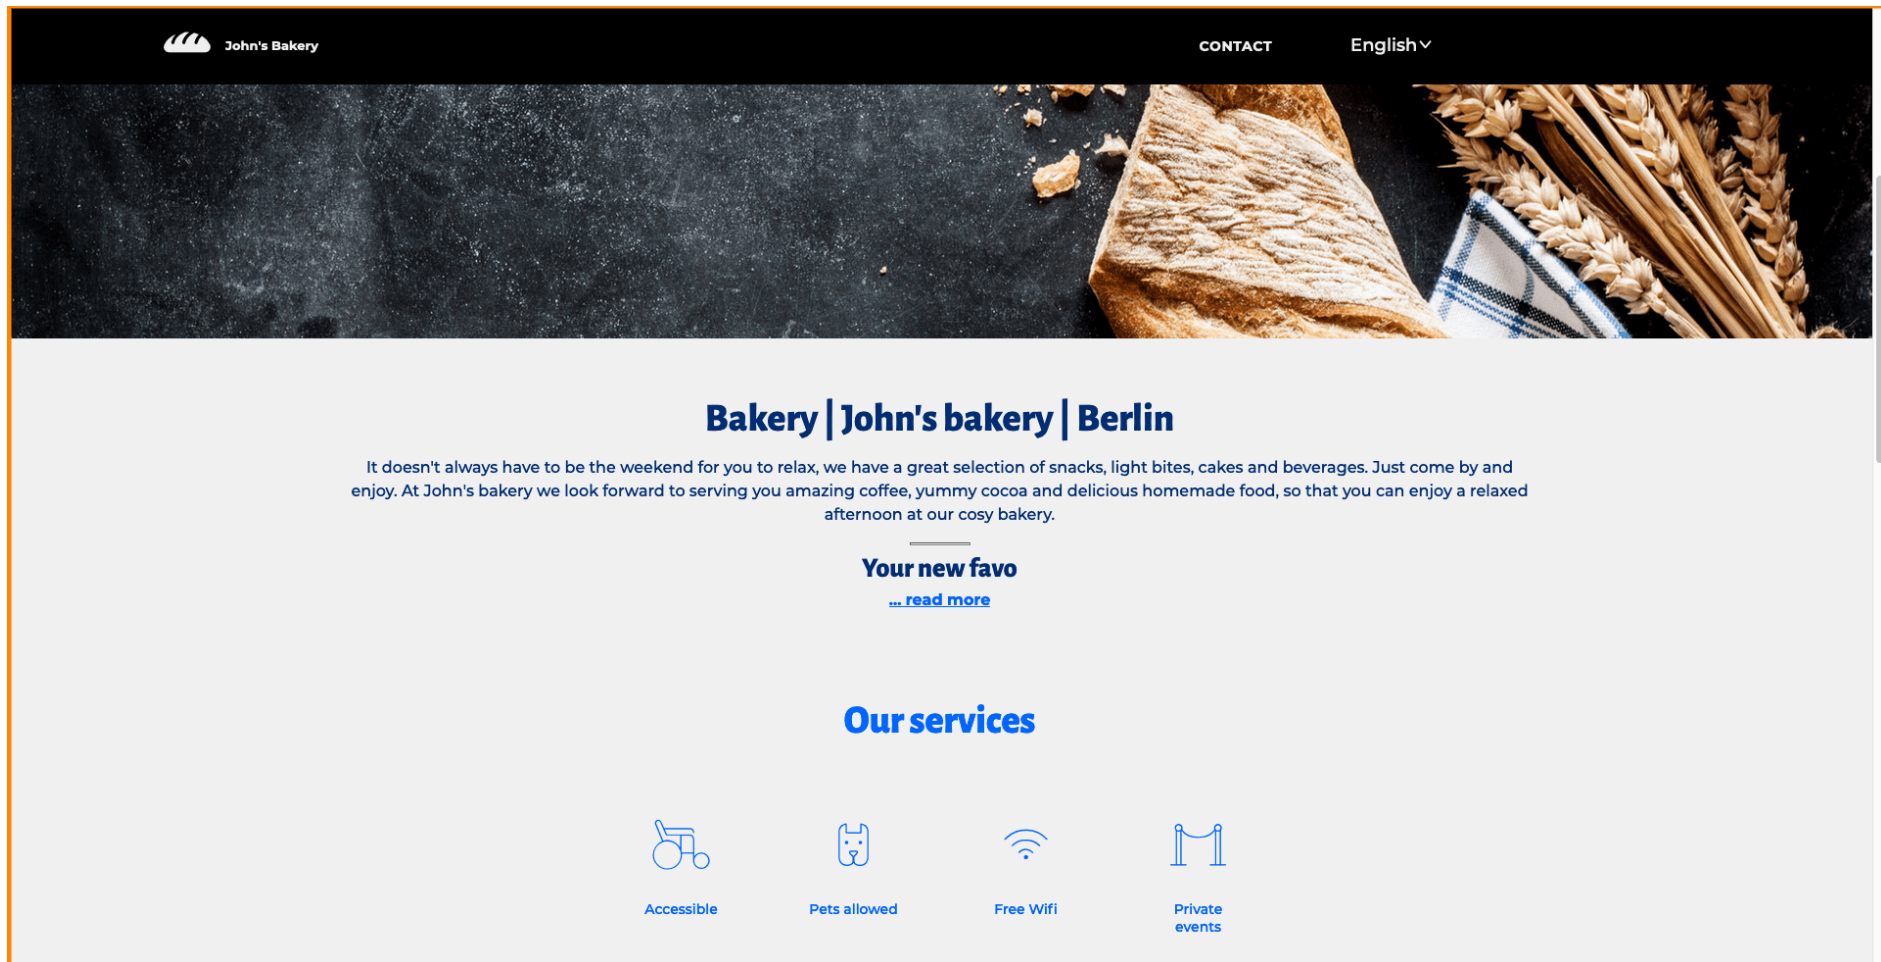 John's Bakery
CONTACT
English
Bakery | John's bakery | Berlin
It doesn't always have to be the weekend for you to relax, we have a great selection of snacks, light bites, cakes and beverages. Just come by and
enjoy. At John's bakery we look forward to serving you amazing coffee, yummy cocoa and delicious homemade food, so that you can enjoy a relaxed
afternoon at our cosy bakery.
Your new favo
... read more
Our services
Accessible
Pets allowed
Free Wifi
Private
events